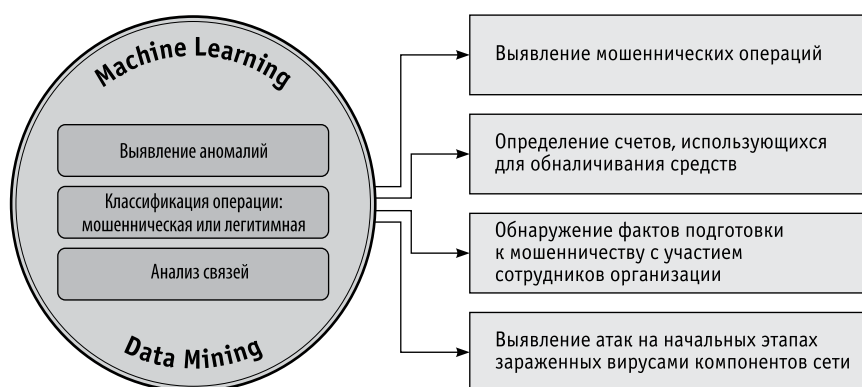 Machine Learning
Выявление аномалий
Классификация операции:
мошенническая или легитимная
Анализ связей
Data Mining
Выявление мошеннических операций
Определение счетов, использующихся
для обналичивания средств
Обнаружение фактов подготовки
к мошенничеству с участием
сотрудников организации
Выявление атак на начальных этапах
зараженных вирусами компонентов сети